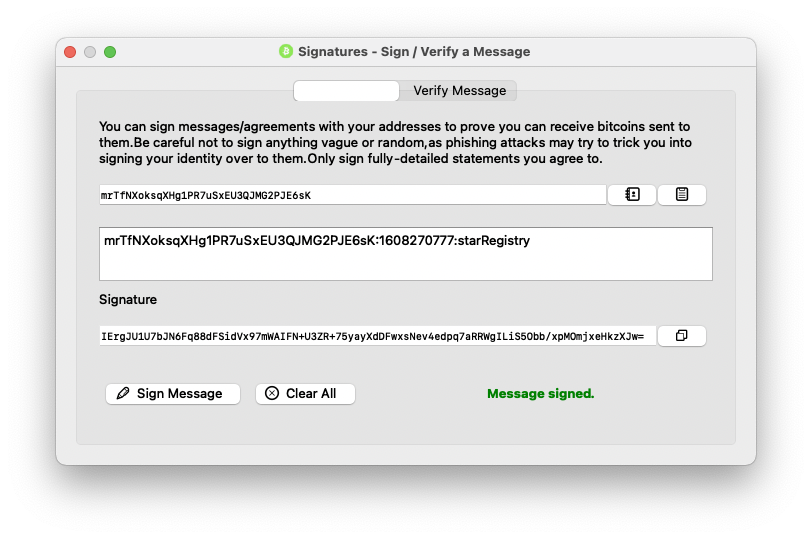 Signatures - Sign / Verify a Message
Verify Message
You can sign messages/agreements with your addresses to prove you can receive bitcoins sent to
them.Be careful not to sign anything vague or random,as phishing attacks may try to trick you into
signing your identity over to them.Only sign fully-detailed statements you agree to.
mrTfNXoksqXHg1PR7uSxEU3QJMG2PJE6sK
mrTfNXoksqXHg1PR7uSxEU3QJMG2PJE6sK:1608270777:starRegistry
Signature
IErgJU1U7bJN6Fq88dFSidVx97mWAIFN+U3ZR+75yayXdDFwxsNev4edpq7aRRWgILiS5Obb/xpMOmjxeHkzXJw=
Sign Message
Clear All
Message signed.